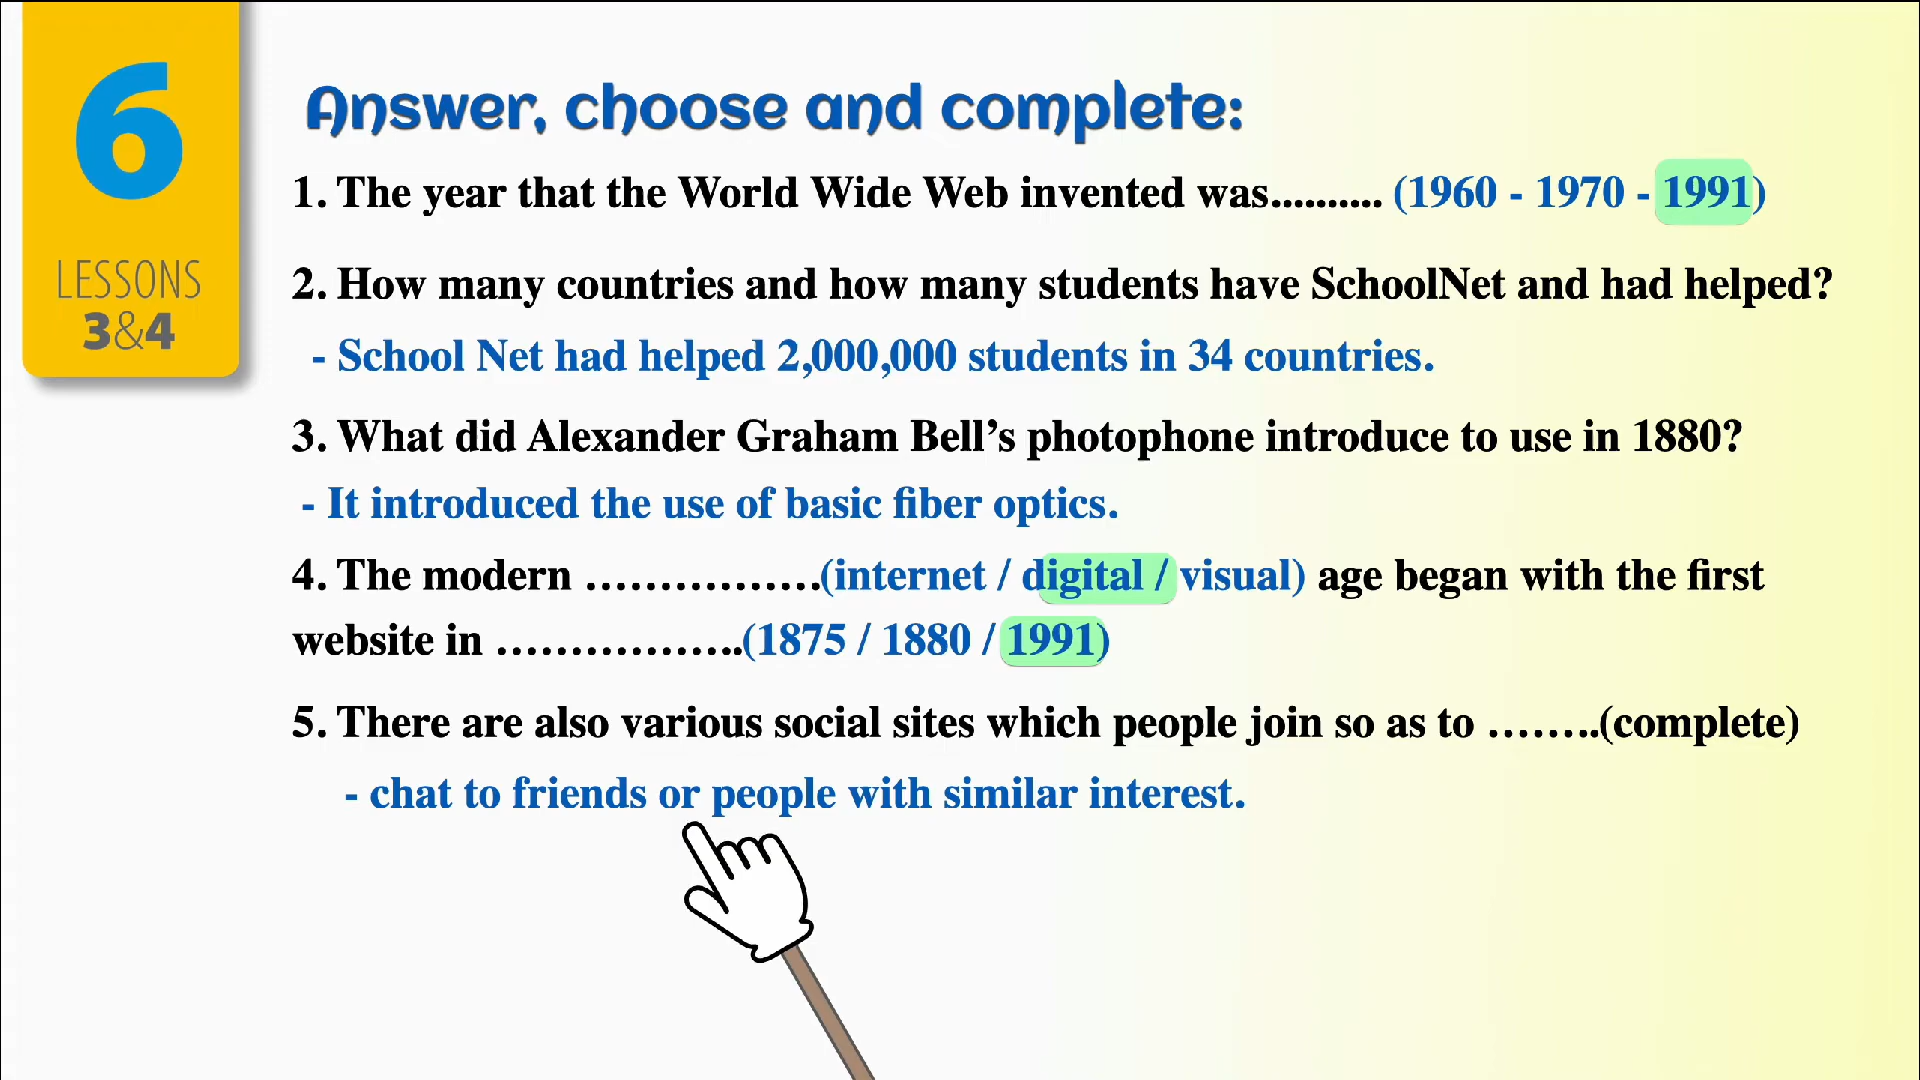 6
LESSONS
3&4
Answer, choose and complete:
1. The year that the World Wide Web invented was.......... (1960 - 1970 - 1991)
2. How many countries and how many students have SchoolNet and had helped?
- School Net had helped 2,000,000 students in 34 countries.
3. What did Alexander Graham Bell’s photophone introduce to use in 1880?
- It introduced the use of basic fiber optics.
4. The modern …………….(internet / digital / visual) age began with the first
website in ……………..(1875 / 1880 / 1991)
5. There are also various social sites which people join so as to ……..(complete)
- chat to friends or people with similar interest.